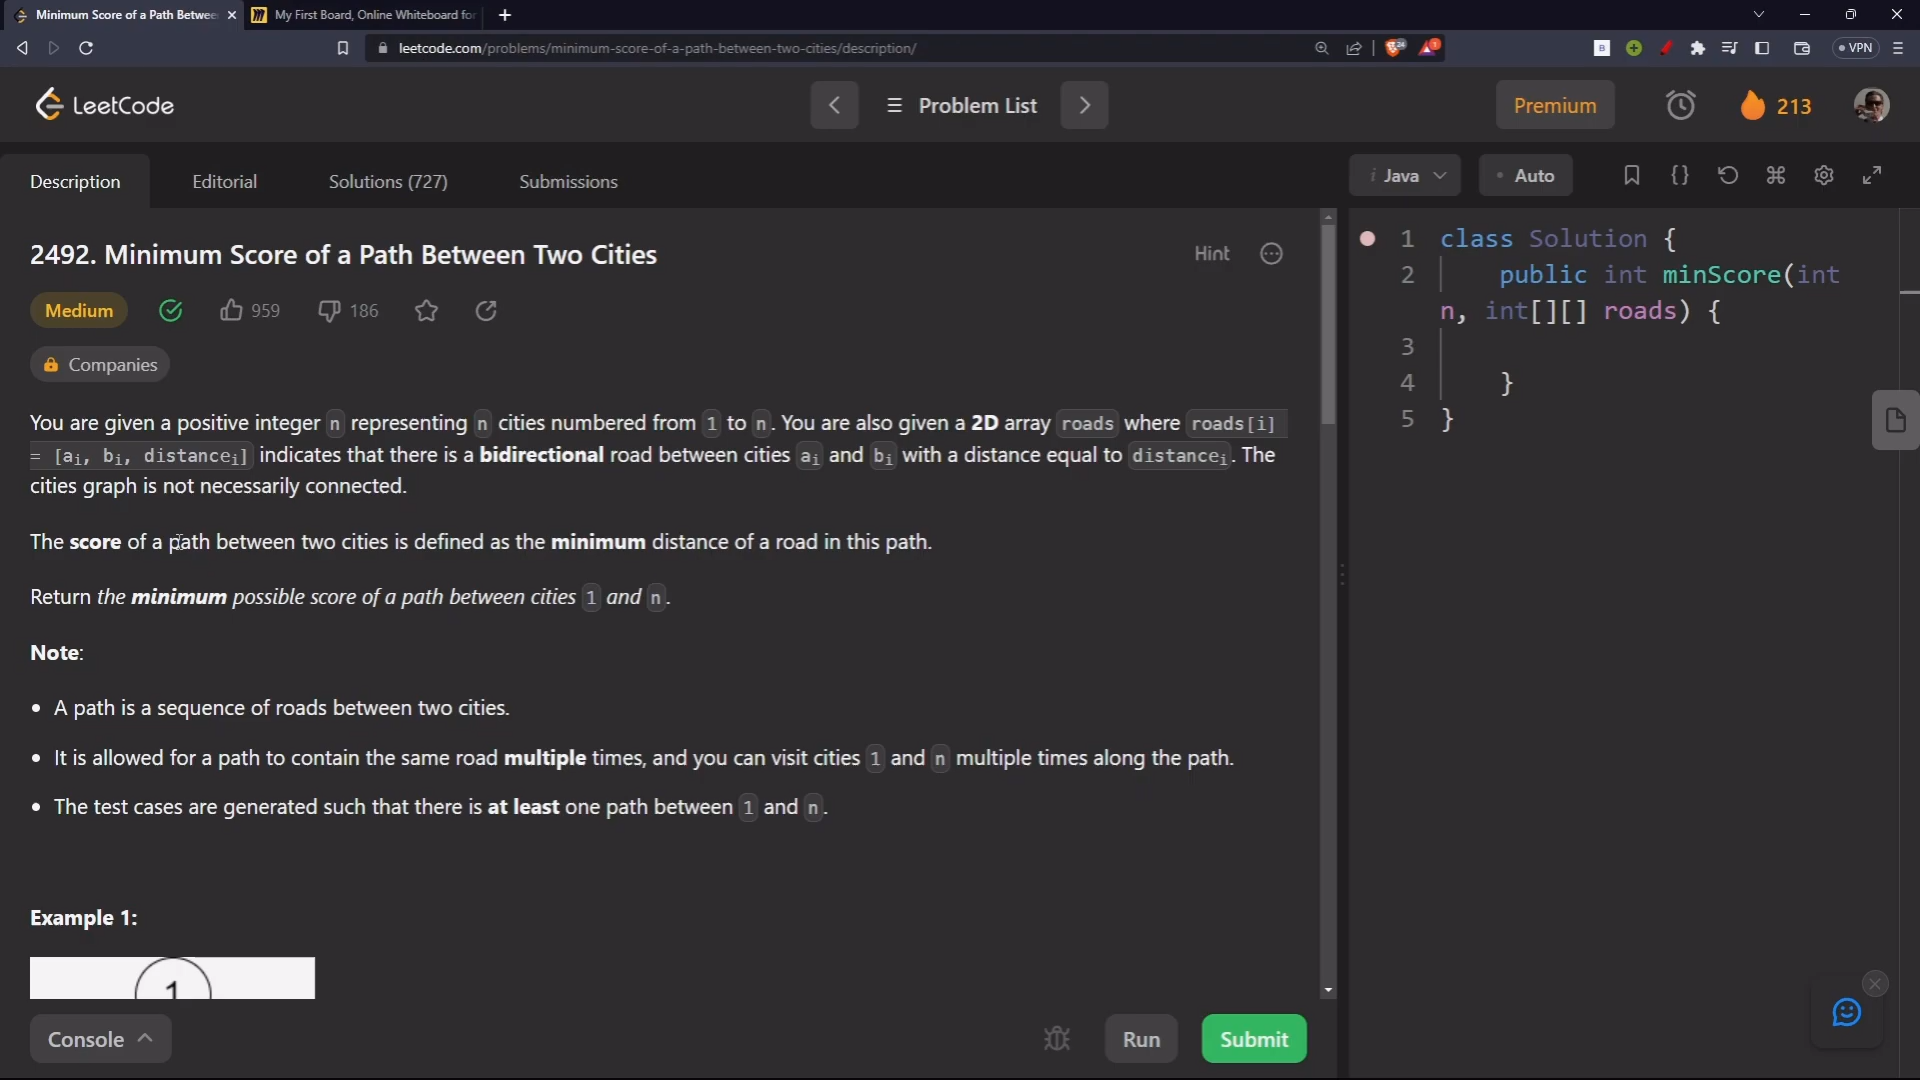 Minimum Score of a Path Betwee
My First Board, Online Whiteboard for
leetcode.com/problems/minimum-score-of-a-path-between-two-cities/description/
VPN
LeetCode
Problem List
Premium
213
Description
Editorial
Solutions (727)
Submissions
i Java
Auto
2492. Minimum Score of a Path Between Two Cities
Hint
Medium
959
186
Companies
You are given a positive integer n representing n cities numbered from 1 to n. You are also given a 2D array roads where roads[i]
= [ai, bi, distancei] indicates that there is a bidirectional road between cities ai and bi with a distance equal to distancei. The
cities graph is not necessarily connected.
The score of a path between two cities is defined as the minimum distance of a road in this path.
Return the minimum possible score of a path between cities 1 and n.
Note:
• A path is a sequence of roads between two cities.
• It is allowed for a path to contain the same road multiple times, and you can visit cities 1 and n multiple times along the path.
• The test cases are generated such that there is at least one path between 1 and n.
Example 1:
1
Console
Run
Submit
1 class Solution {
2 public int minScore(int
n, int[][] roads) {
3
4 }
5 }